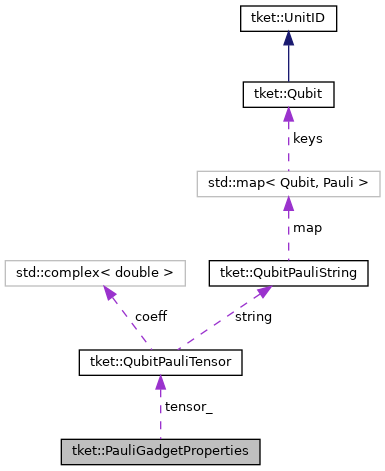 tket::UnitID
tket::Qubit
keys
std::map< Qubit, Pauli >
map
std::complex< double >
tket::QubitPauliString
coeff
string
tket::QubitPauliTensor
tensor_
tket::PauliGadgetProperties